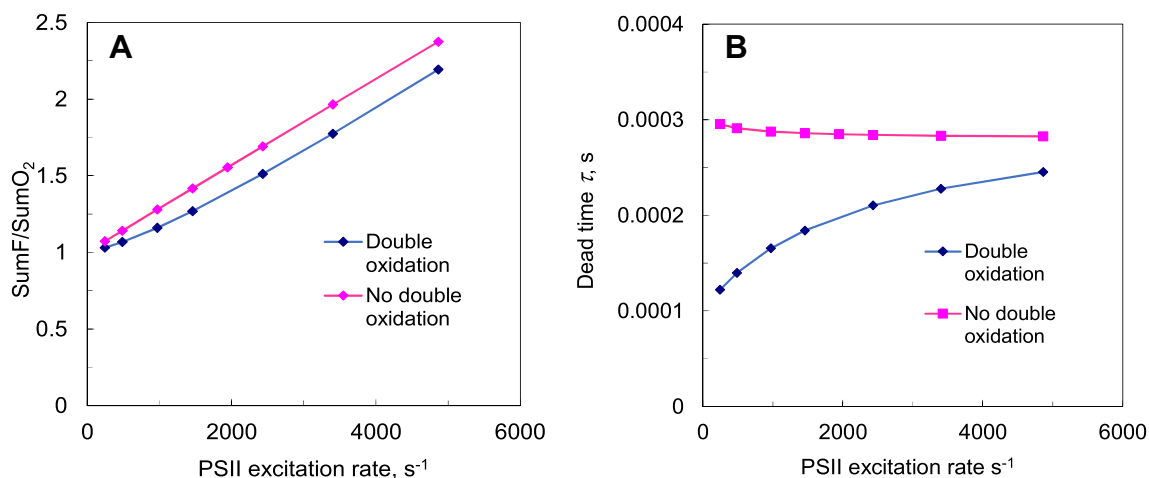 A
2.5
2
1.5
1
0.5
0
0
2000
4000
6000
SumF/SumO₂
PSII excitation rate, s⁻¹
Double
oxidation
No double
oxidation
B
0.0004
0.0003
0.0002
0.0001
0
0
2000
4000
6000
Dead time τ, s
PSII excitation rate s⁻¹
Double
oxidation
No double
oxidation